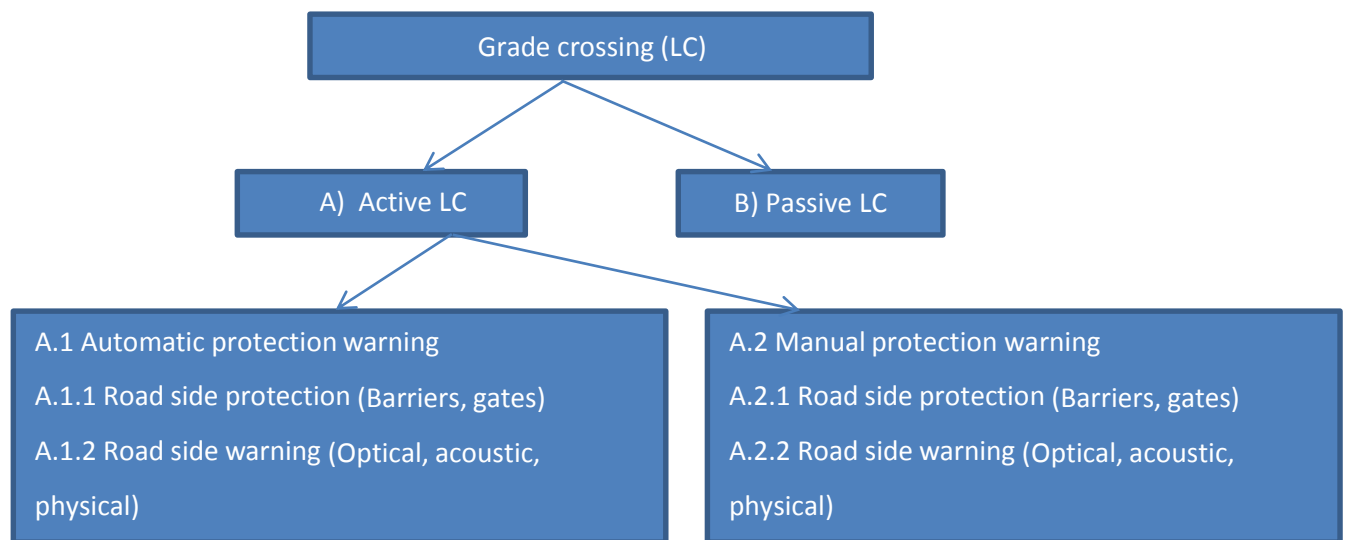 Grade crossing (LC)
A) Active LC
B) Passive LC
A.1 Automatic protection warning
A.1.1 Road side protection (Barriers, gates)
A.1.2 Road side warning (Optical, acoustic,
physical)
A.2 Manual protection warning
A.2.1 Road side protection (Barriers, gates)
A.2.2 Road side warning (Optical, acoustic,
physical)